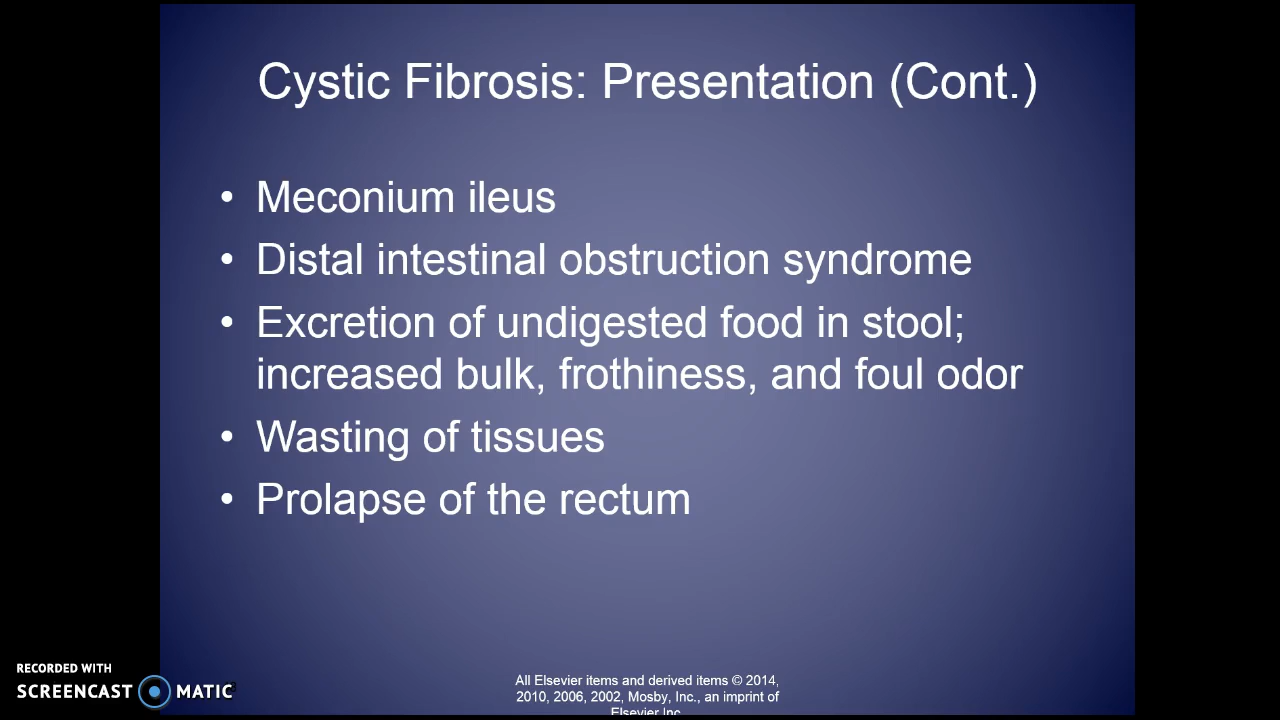 Cystic Fibrosis: Presentation (Cont.)
• Meconium ileus
• Distal intestinal obstruction syndrome
• Excretion of undigested food in stool;
increased bulk, frothiness, and foul odor
• Wasting of tissues
• Prolapse of the rectum
All Elsevier items and derived items © 2014,
2010, 2006, 2002, Mosby, Inc., an imprint of
Elsevier Inc.
RECORDED WITH
SCREENCAST MATIC